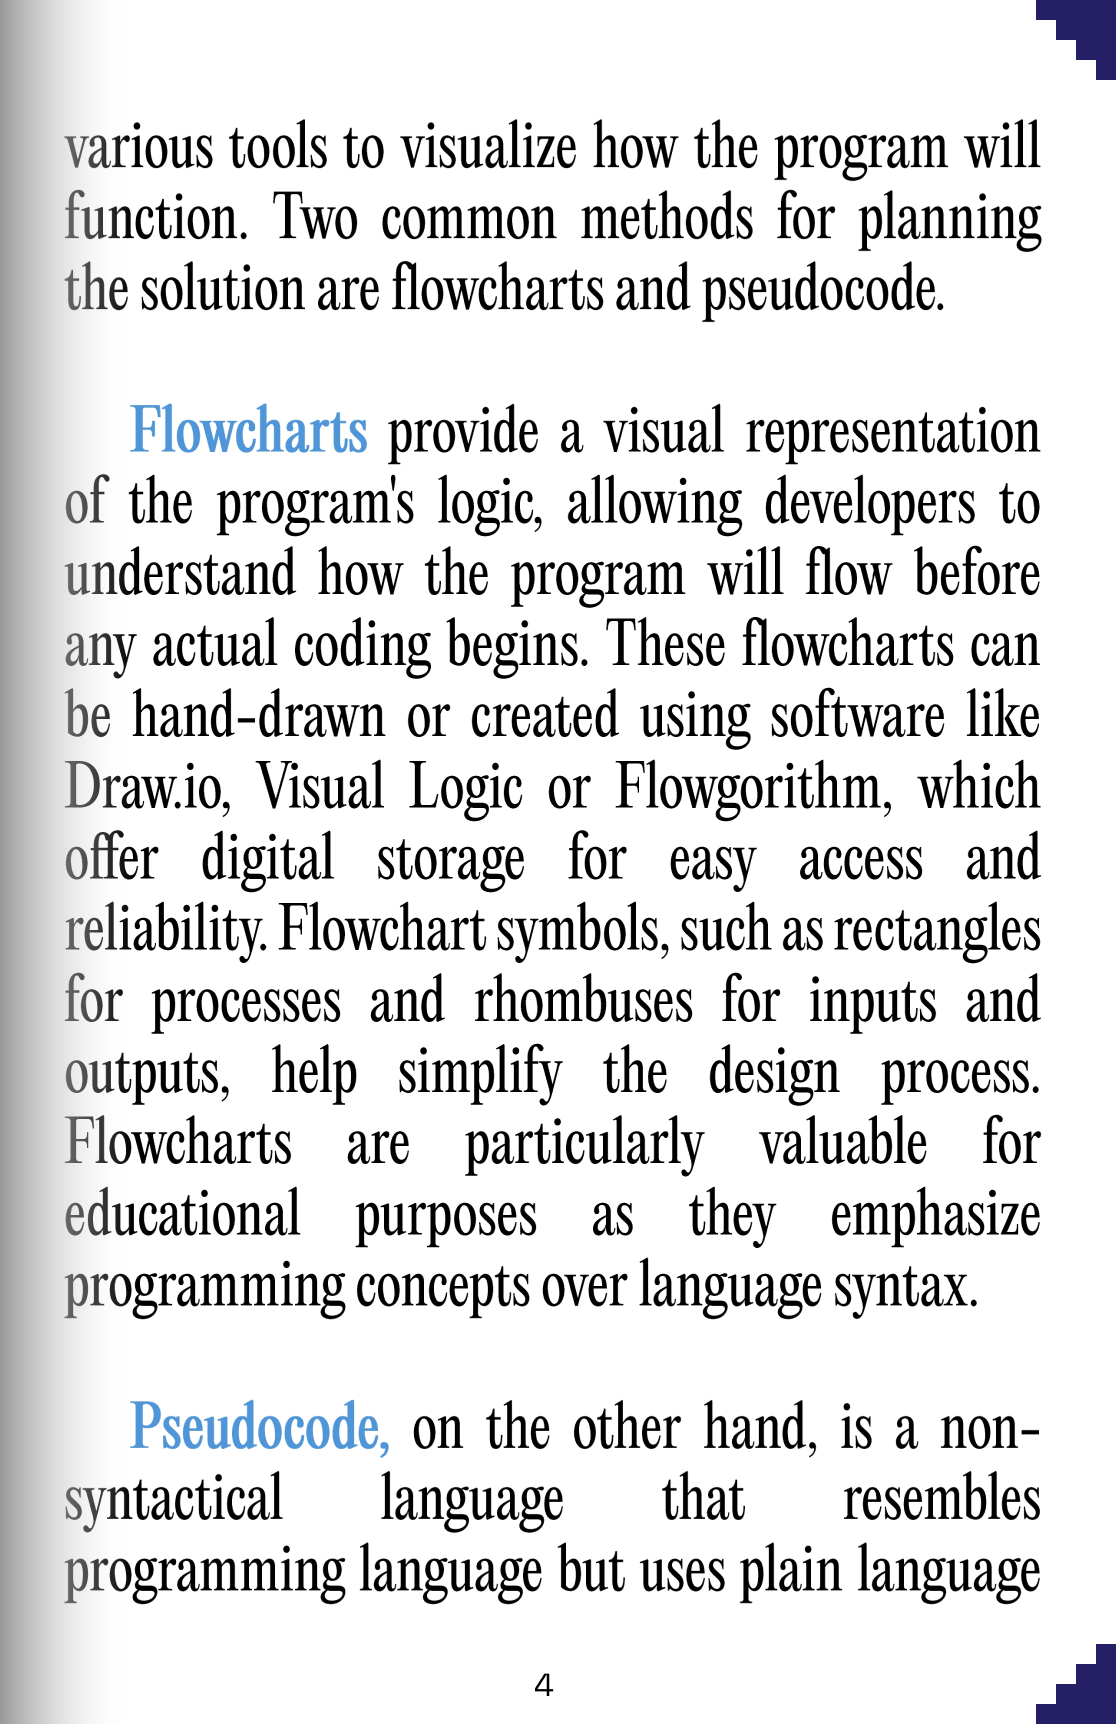 various tools to visualize how the program will
function. Two common methods for planning
the solution are flowcharts and pseudocode.
Flowcharts provide a visual representation
of the program's logic, allowing developers to
understand how the program will flow before
any actual coding begins. These flowcharts can
be hand-drawn or created using software like
Draw.io, Visual Logic or Flowgorithm, which
offer digital storage for easy access and
reliability. Flowchart symbols, such as rectangles
for processes and rhombuses for inputs and
outputs, help simplify the design process.
Flowcharts are particularly valuable for
educational purposes as they emphasize
programming concepts over language syntax.
Pseudocode, on the other hand, is a non-
syntactical language that resembles
programming language but uses plain language
4